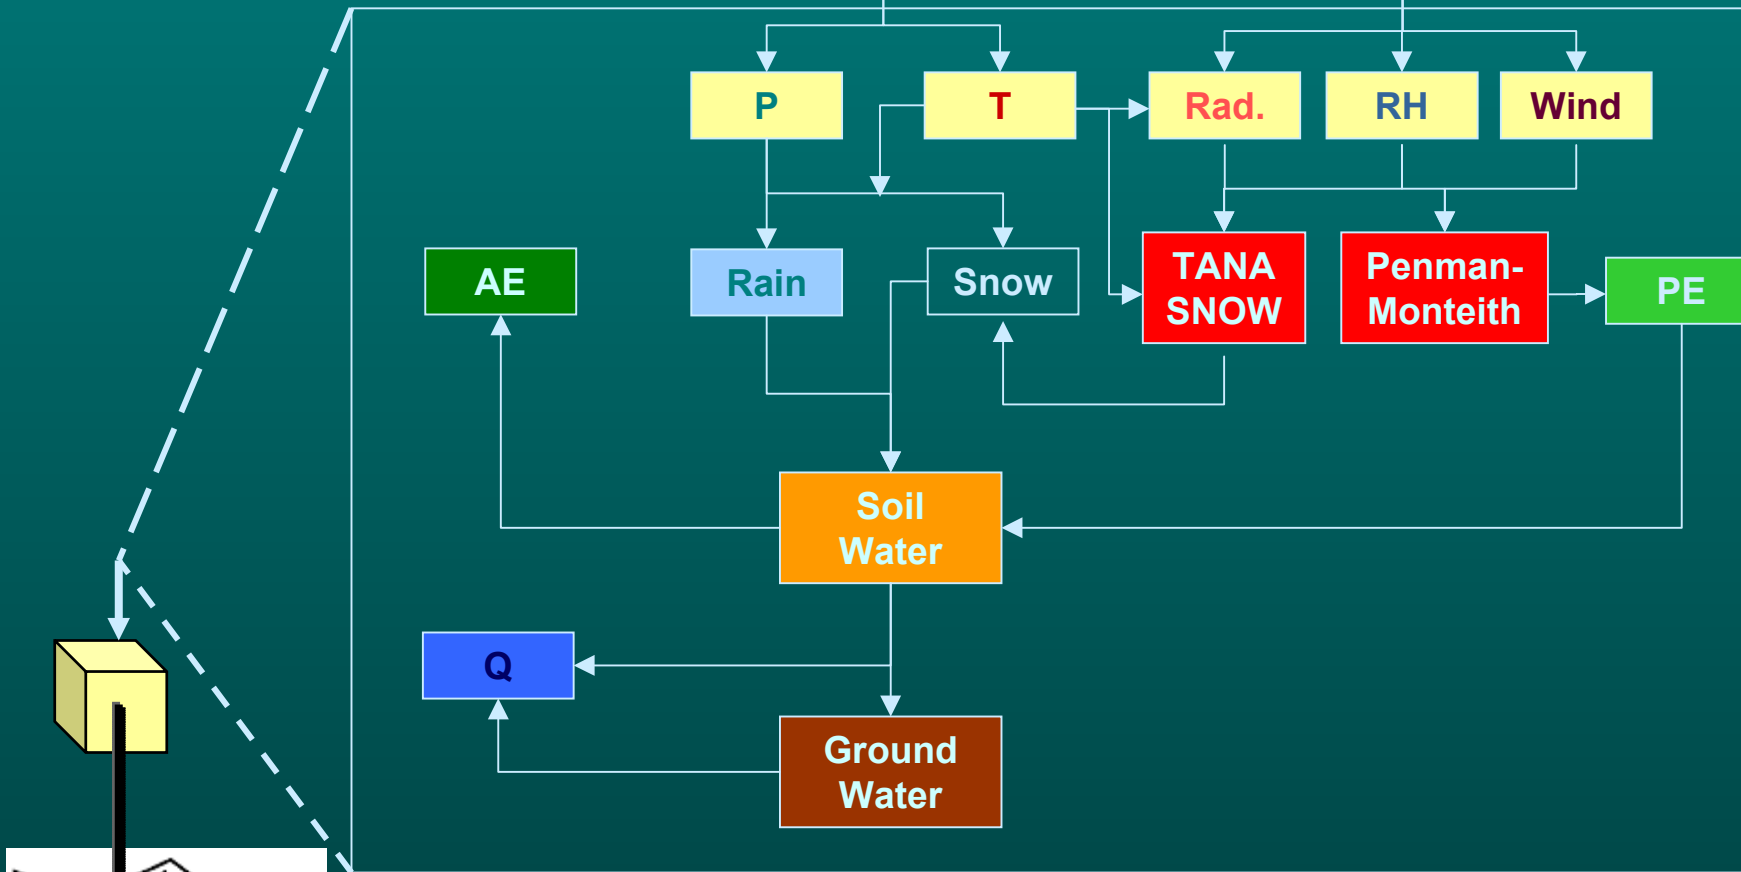 P
T
Rad.
RH
Wind
AE
Rain
Snow
TANA
SNOW
Penman-
Monteith
PE
Soil
Water
Q
Ground
Water